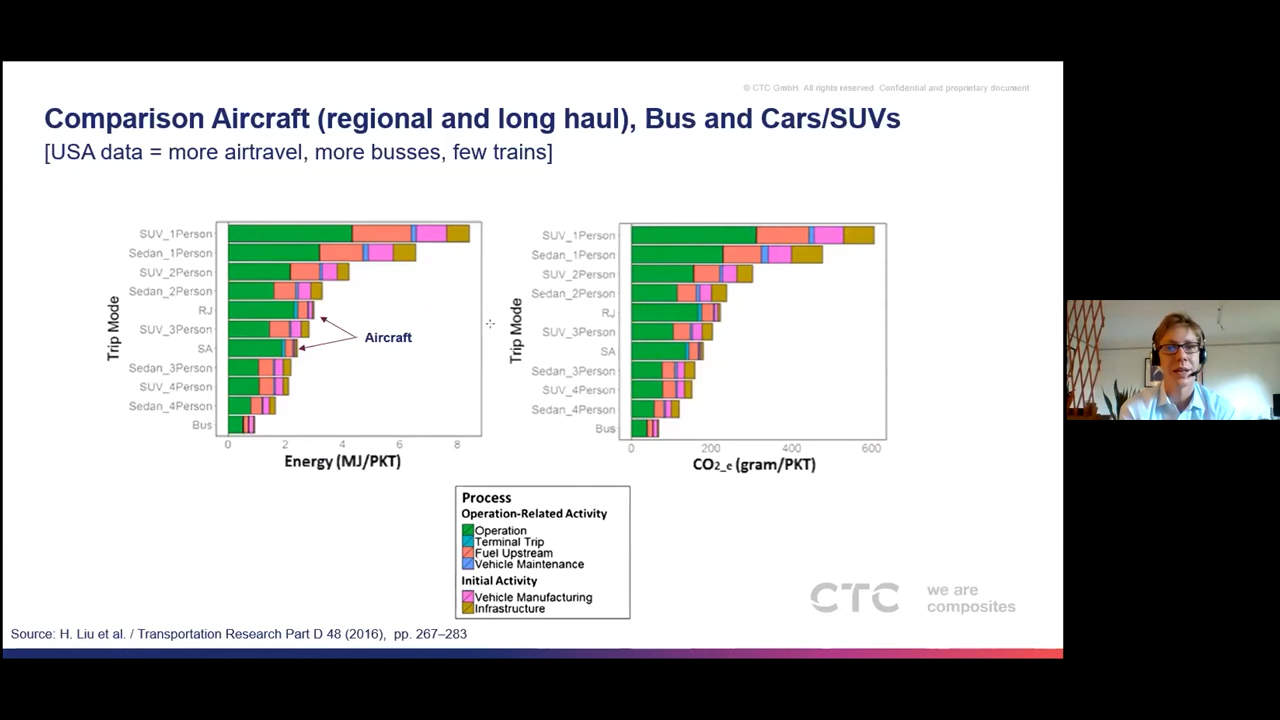 © CTC GmbH. All rights reserved. Confidential and proprietary document
Comparison Aircraft (regional and long haul), Bus and Cars/SUVs
[USA data = more airtravel, more busses, few trains]
Trip Mode
SUV_1Person
Sedan_1Person
SUV_2Person
Sedan_2Person
RJ
SUV_3Person
SA
Sedan_3Person
SUV_4Person
Sedan_4Person
Bus
0 2 4 6 8
Energy (MJ/PKT)
Aircraft
Trip Mode
SUV_1Person
Sedan_1Person
SUV_2Person
Sedan_2Person
RJ
SUV_3Person
SA
Sedan_3Person
SUV_4Person
Sedan_4Person
Bus
0 200 400 600
CO2_e (gram/PKT)
Process
Operation-Related Activity
Operation
Terminal Trip
Fuel Upstream
Vehicle Maintenance
Initial Activity
Vehicle Manufacturing
Infrastructure
CTC we are
composites
Source: H. Liu et al. / Transportation Research Part D 48 (2016), pp. 267–283